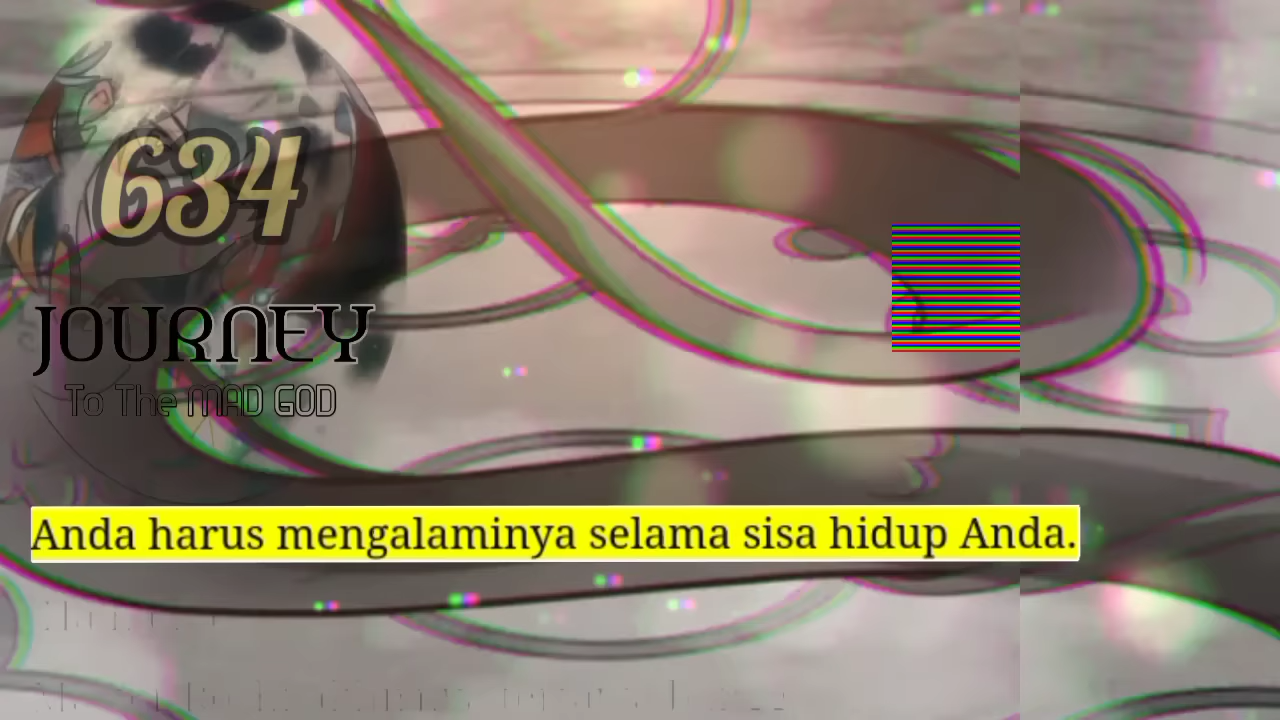 634
JOURNEY
To The MAD GOD
Anda harus mengalaminya selama sisa hidup Anda.